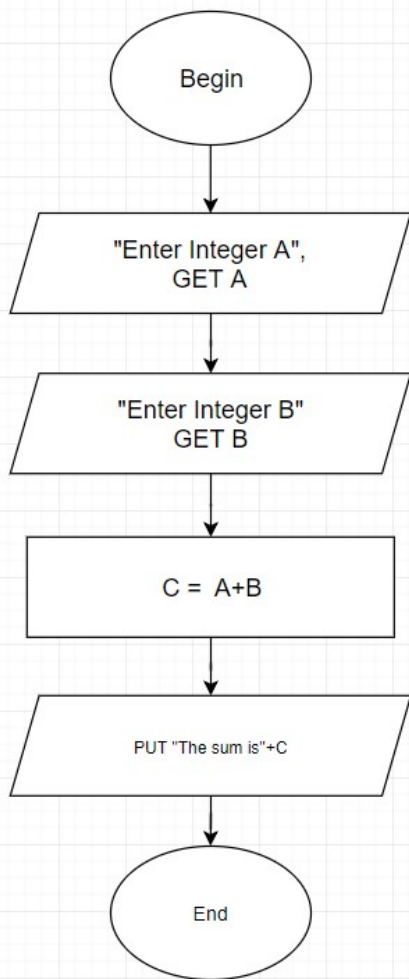 Begin
"Enter Integer A",
GET A
"Enter Integer B"
GET B
C = A+B
PUT "The sum is"+C
End